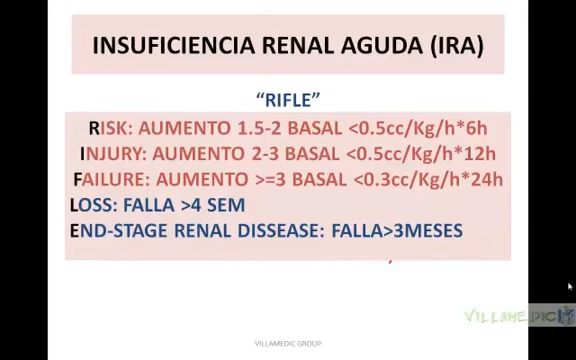 INSUFICIENCIA RENAL AGUDA (IRA)
“RIFLE”
RISK: AUMENTO 1.5-2 BASAL <0.5cc/Kg/h*6h
INJURY: AUMENTO 2-3 BASAL <0.5cc/Kg/h*12h
FAILURE: AUMENTO >=3 BASAL <0.3cc/Kg/h*24h
LOSS: FALLA >4 SEM
END-STAGE RENAL DISSEASE: FALLA>3MESES
VILLAMEDIC
VILLAMEDIC GROUP